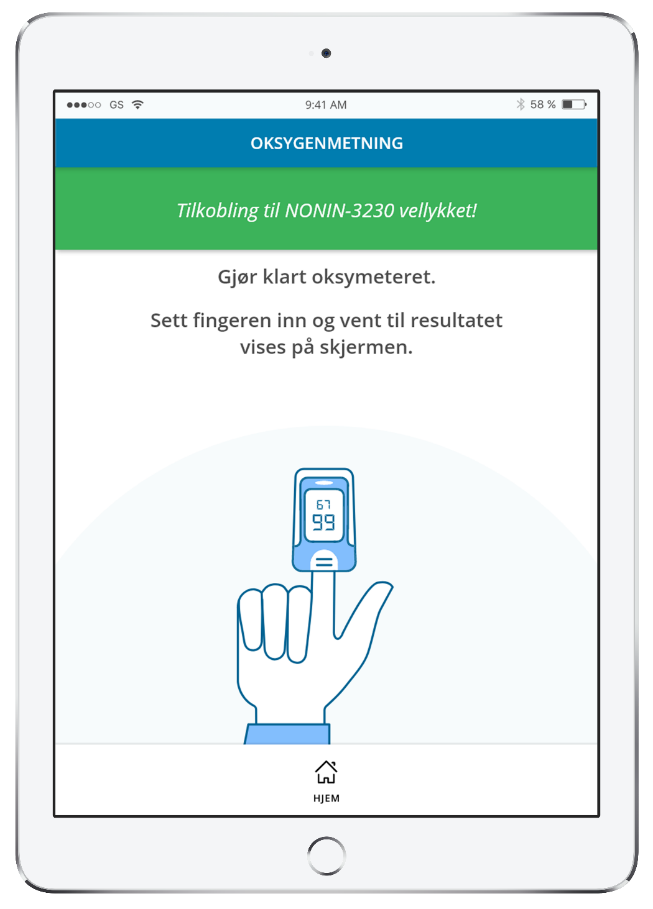 GS 9:41 AM 58 %
OKSYGENMETNING
Tilkobling til NONIN-3230 vellykket!
Gjør klart oksymeteret.
Sett fingeren inn og vent til resultatet
vises på skjermen.
67
99
HJEM